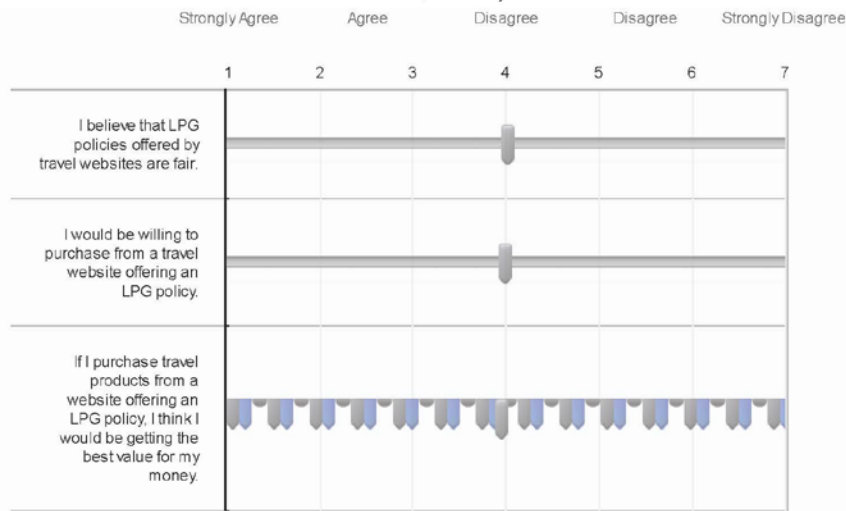 Strongly Agree Agree Disagree Disagree Strongly Disagree
1 2 3 4 5 6 7
I believe that LPG
policies offered by
travel websites are fair.
I would be willing to
purchase from a travel
website offering an
LPG policy.
If I purchase travel
products from a
website offering an
LPG policy, I think I
would be getting the
best value for my
money.